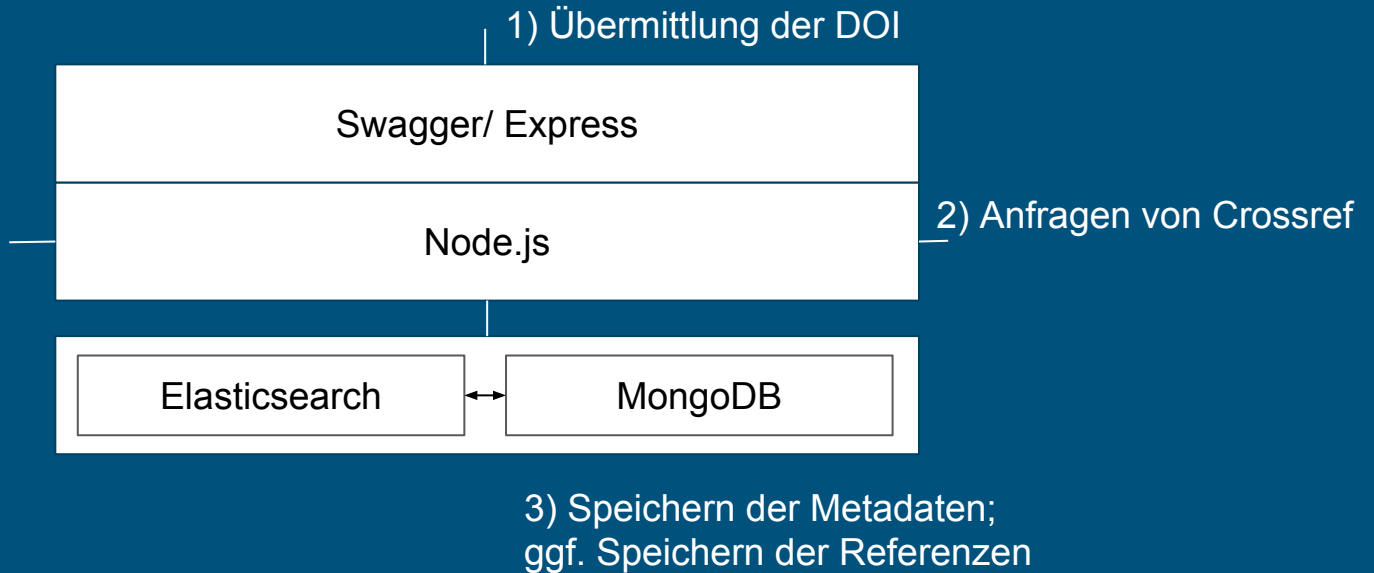 1) Übermittlung der DOI
Swagger/ Express
2) Anfragen von Crossref
Node.js
Elasticsearch
MongoDB
3) Speichern der Metadaten;
ggf. Speichern der Referenzen